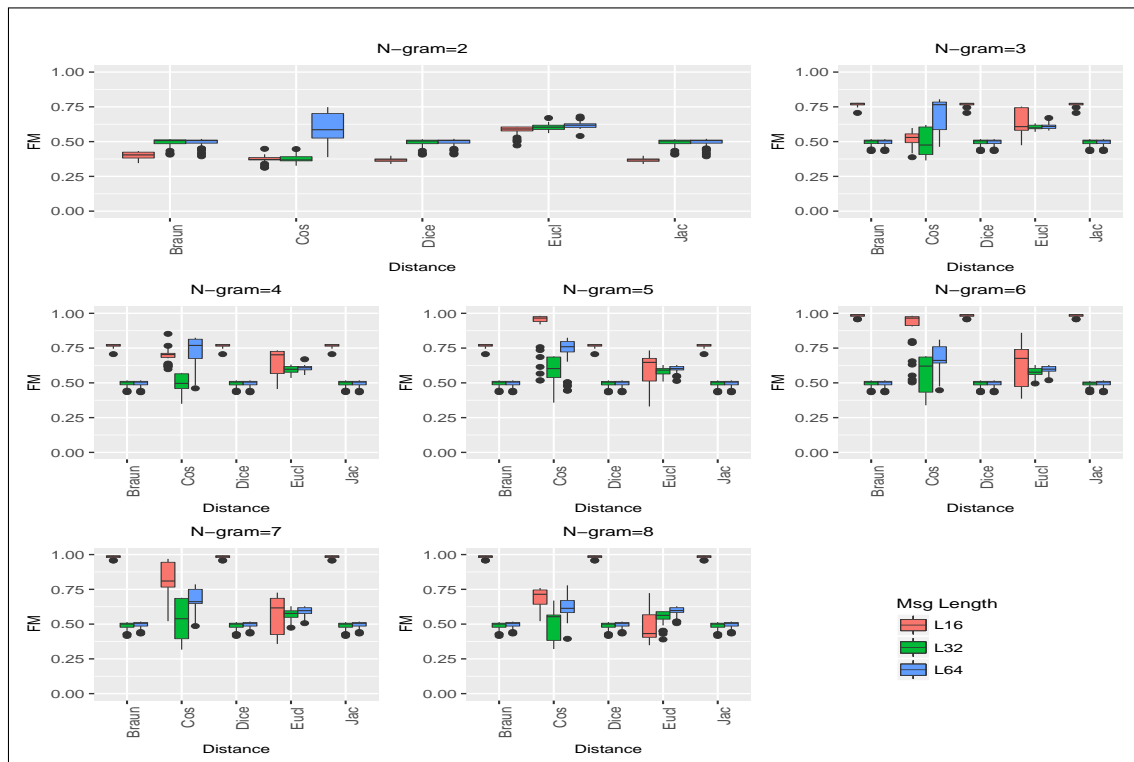 N-gram=2
FM
1.00
0.75
0.50
0.25
0.00
Braun
Cos
Dice
Eucl
Jac
Distance
N-gram=3
FM
1.00
0.75
0.50
0.25
0.00
Braun
Cos
Dice
Eucl
Jac
Distance
N-gram=4
FM
1.00
0.75
0.50
0.25
0.00
Braun
Cos
Dice
Eucl
Jac
Distance
N-gram=5
FM
1.00
0.75
0.50
0.25
0.00
Braun
Cos
Dice
Eucl
Jac
Distance
N-gram=6
FM
1.00
0.75
0.50
0.25
0.00
Braun
Cos
Dice
Eucl
Jac
Distance
N-gram=7
FM
1.00
0.75
0.50
0.25
0.00
Braun
Cos
Dice
Eucl
Jac
Distance
N-gram=8
FM
1.00
0.75
0.50
0.25
0.00
Braun
Cos
Dice
Eucl
Jac
Distance
Msg Length
L16
L32
L64